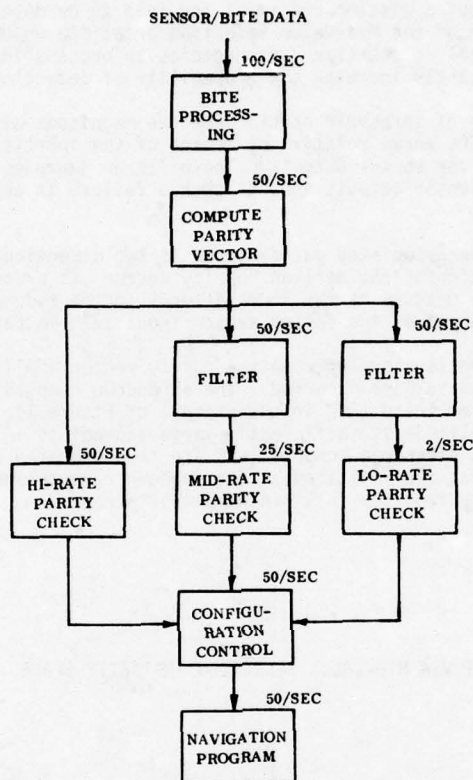 SENSOR/BITE DATA
100/SEC
BITE
PROCESS-
ING
50/SEC
COMPUTE
PARITY
VECTOR
50/SEC
50/SEC
FILTER
FILTER
50/SEC
25/SEC
2/SEC
HI-RATE
PARITY
CHECK
MID-RATE
PARITY
CHECK
LO-RATE
PARITY
CHECK
50/SEC
CONFIGU-
RATION
CONTROL
50/SEC
NAVIGATION
PROGRAM